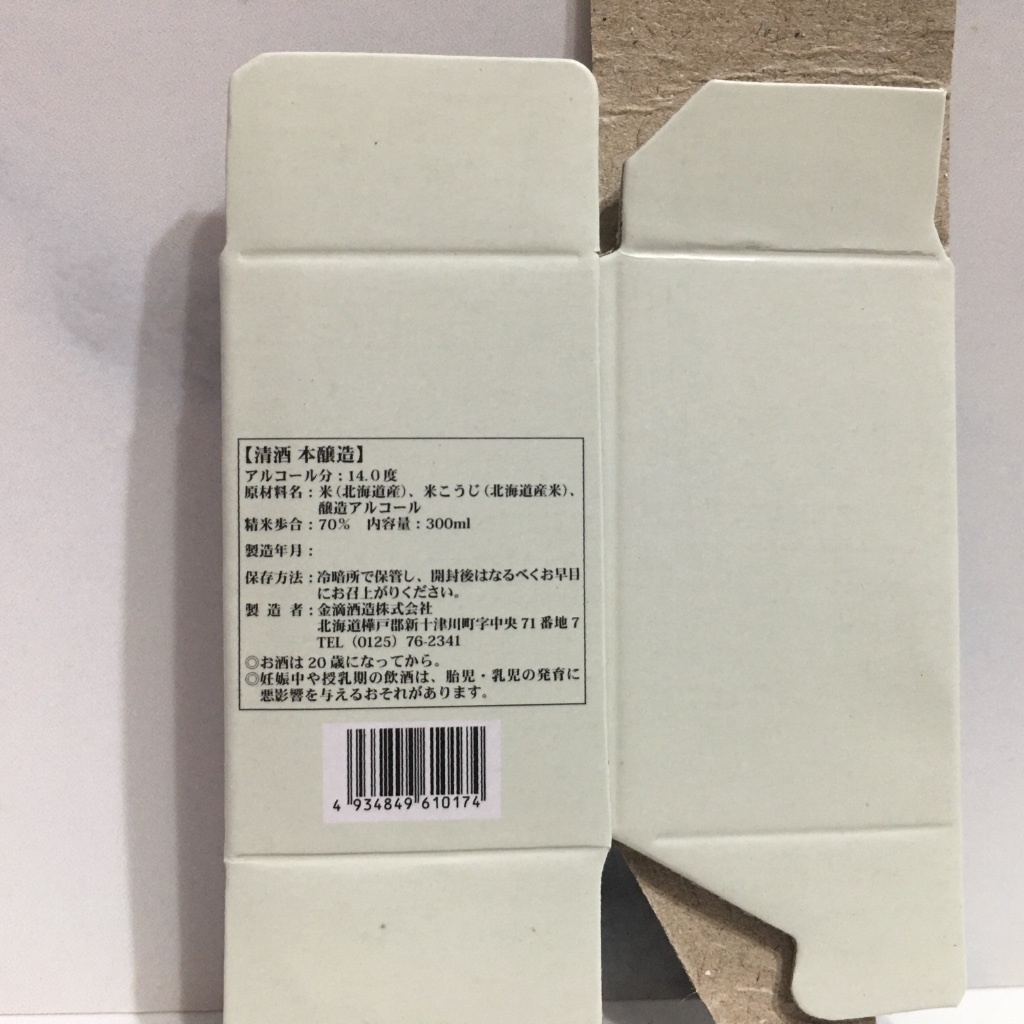 【清酒 本醸造】
アルコール分：14.0度
原材料名：米（北海道産）、米こうじ（北海道産米）、
醸造アルコール
精米歩合：70%　内容量：300ml
製造年月：
保存方法：冷暗所で保管し、開封後はなるべくお早目
にお召上がりください。
製 造 者：金滴酒造株式会社
北海道樺戸郡新十津川町字中央71番地7
TEL（0125）76-2341
◎お酒は20歳になってから。
◎妊娠中や授乳期の飲酒は、胎児・乳児の発育に
悪影響を与えるおそれがあります。
4 934849 610174